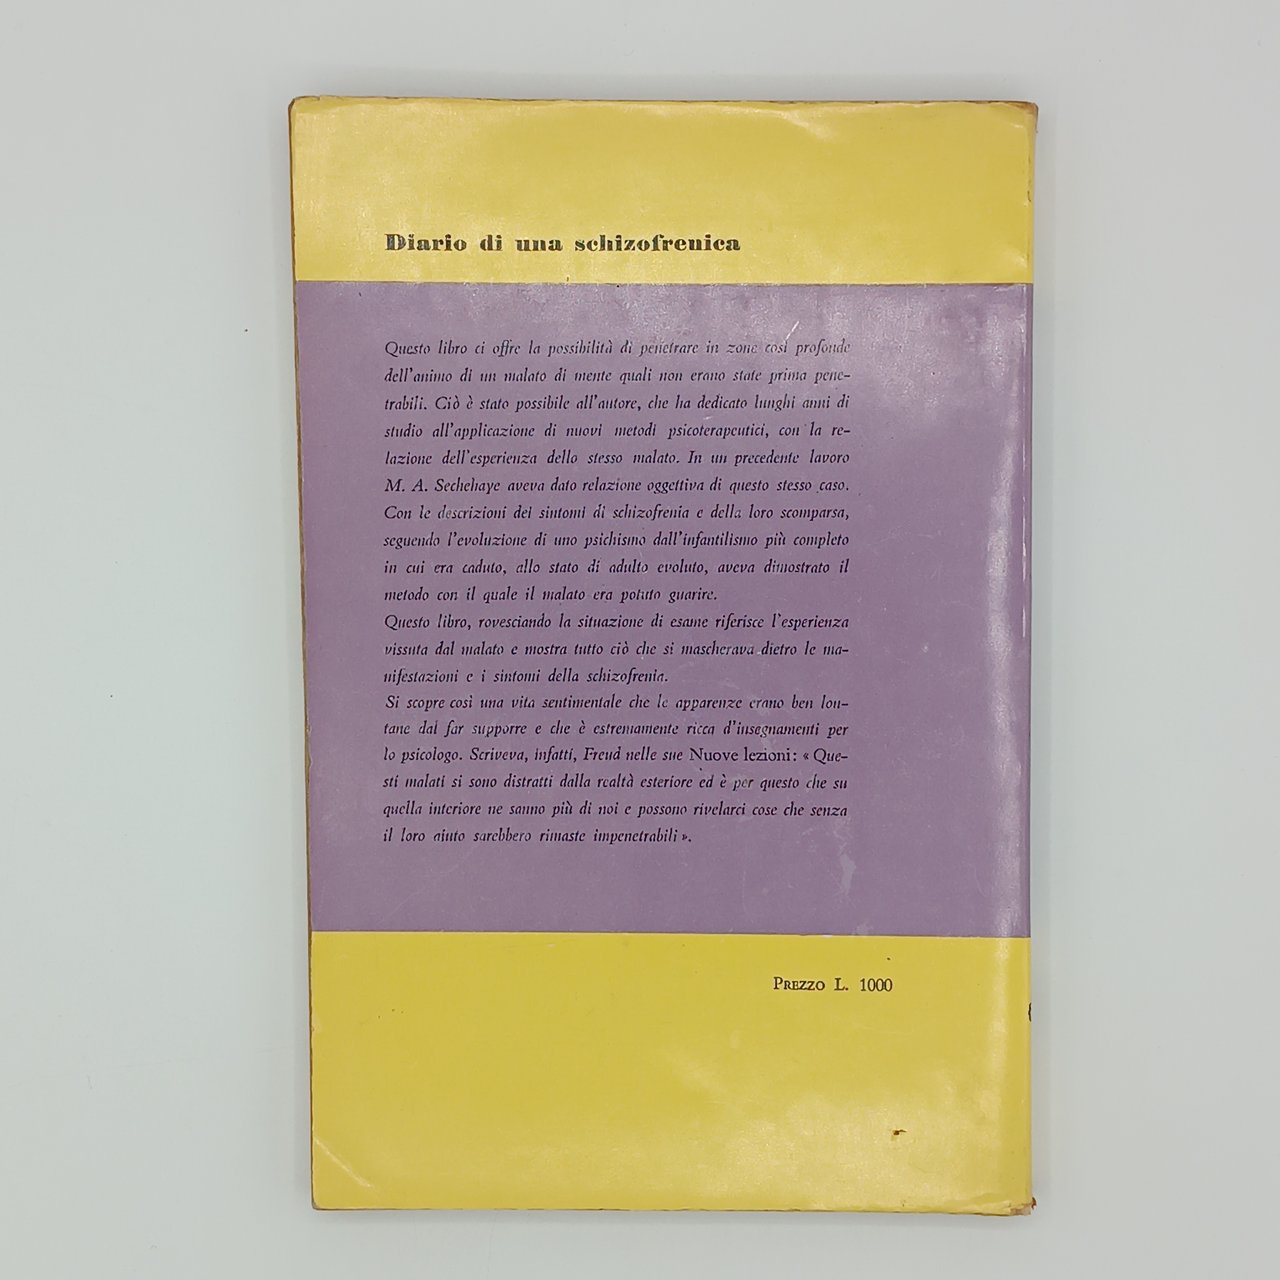 Diario di una schizofrenica
Questo libro ci offre la possibilità di penetrare in zone così profonde
dell'animo di un malato di mente quali non erano state prima pene-
trabili. Ciò è stato possibile all'autore, che ha dedicato lunghi anni di
studio all'applicazione di nuovi metodi psicoterapeutici, con la re-
lazione dell'esperienza dello stesso malato. In un precedente lavoro
M. A. Sechehaye aveva dato relazione oggettiva di questo stesso caso.
Con le descrizioni dei sintomi di schizofrenia e della loro scomparsa,
seguendo l'evoluzione di uno psichismo dall'infantilismo più completo
in cui era caduto, allo stato di adulto evoluto, aveva dimostrato il
metodo con il quale il malato era potuto guarire.
Questo libro, rovesciando la situazione di esame riferisce l'esperienza
vissuta dal malato e mostra tutto ciò che si mascherava dietro le ma-
nifestazioni e i sintomi della schizofrenia.
Si scopre così una vita sentimentale che le apparenze erano ben lon-
tane dal far supporre e che è estremamente ricca d'insegnamenti per
lo psicologo. Scriveva, infatti, Freud nelle sue Nuove lezioni: « Que-
sti malati si sono distratti dalla realtà esteriore ed è per questo che su
quella interiore ne sanno più di noi e possono rivelarci cose che senza
il loro aiuto sarebbero rimaste impenetrabili ».
PREZZO L. 1000